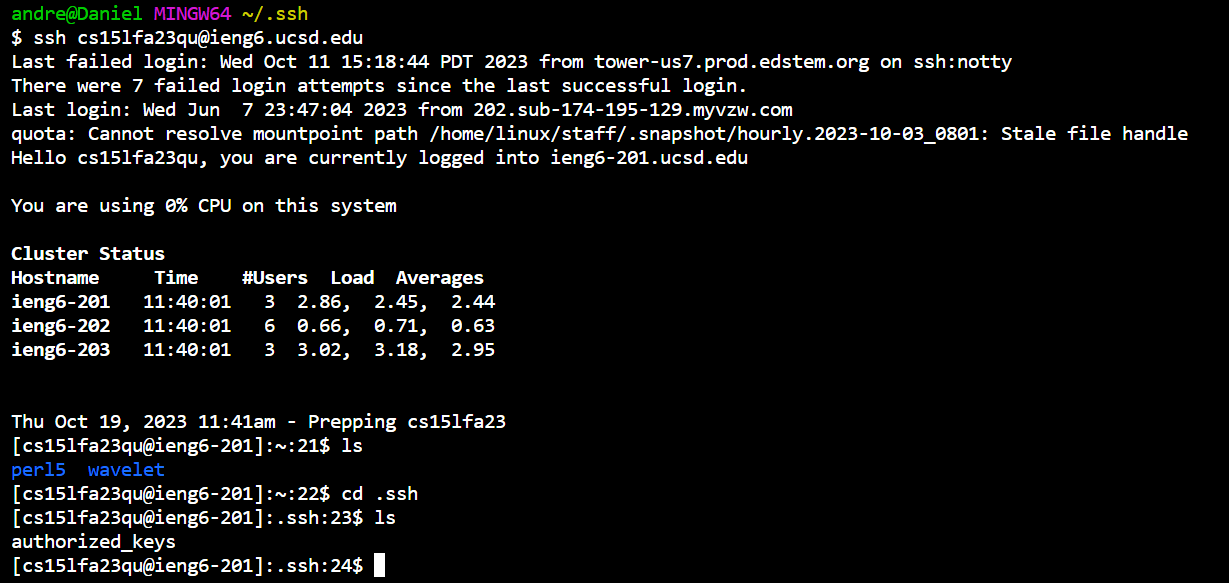 andre@Daniel MINGW64 ~/.ssh
$ ssh cs15lfa23qu@ieng6.ucsd.edu
Last failed login: Wed Oct 11 15:18:44 PDT 2023 from tower-us7.prod.edstem.org on ssh:notty
There were 7 failed login attempts since the last successful login.
Last login: Wed Jun  7 23:47:04 2023 from 202.sub-174-195-129.myvzw.com
quota: Cannot resolve mountpoint path /home/linux/staff/.snapshot/hourly.2023-10-03_0801: Stale file handle
Hello cs15lfa23qu, you are currently logged into ieng6-201.ucsd.edu
You are using 0% CPU on this system
Cluster Status
Hostname     Time    #Users  Load  Averages
ieng6-201   11:40:01   3  2.86,  2.45,  2.44
ieng6-202   11:40:01   6  0.66,  0.71,  0.63
ieng6-203   11:40:01   3  3.02,  3.18,  2.95
Thu Oct 19, 2023 11:41am - Prepping cs15lfa23
[cs15lfa23qu@ieng6-201]:~:21$ ls
perl5  wavelet
[cs15lfa23qu@ieng6-201]:~:22$ cd .ssh
[cs15lfa23qu@ieng6-201]:.ssh:23$ ls
authorized_keys
[cs15lfa23qu@ieng6-201]:.ssh:24$